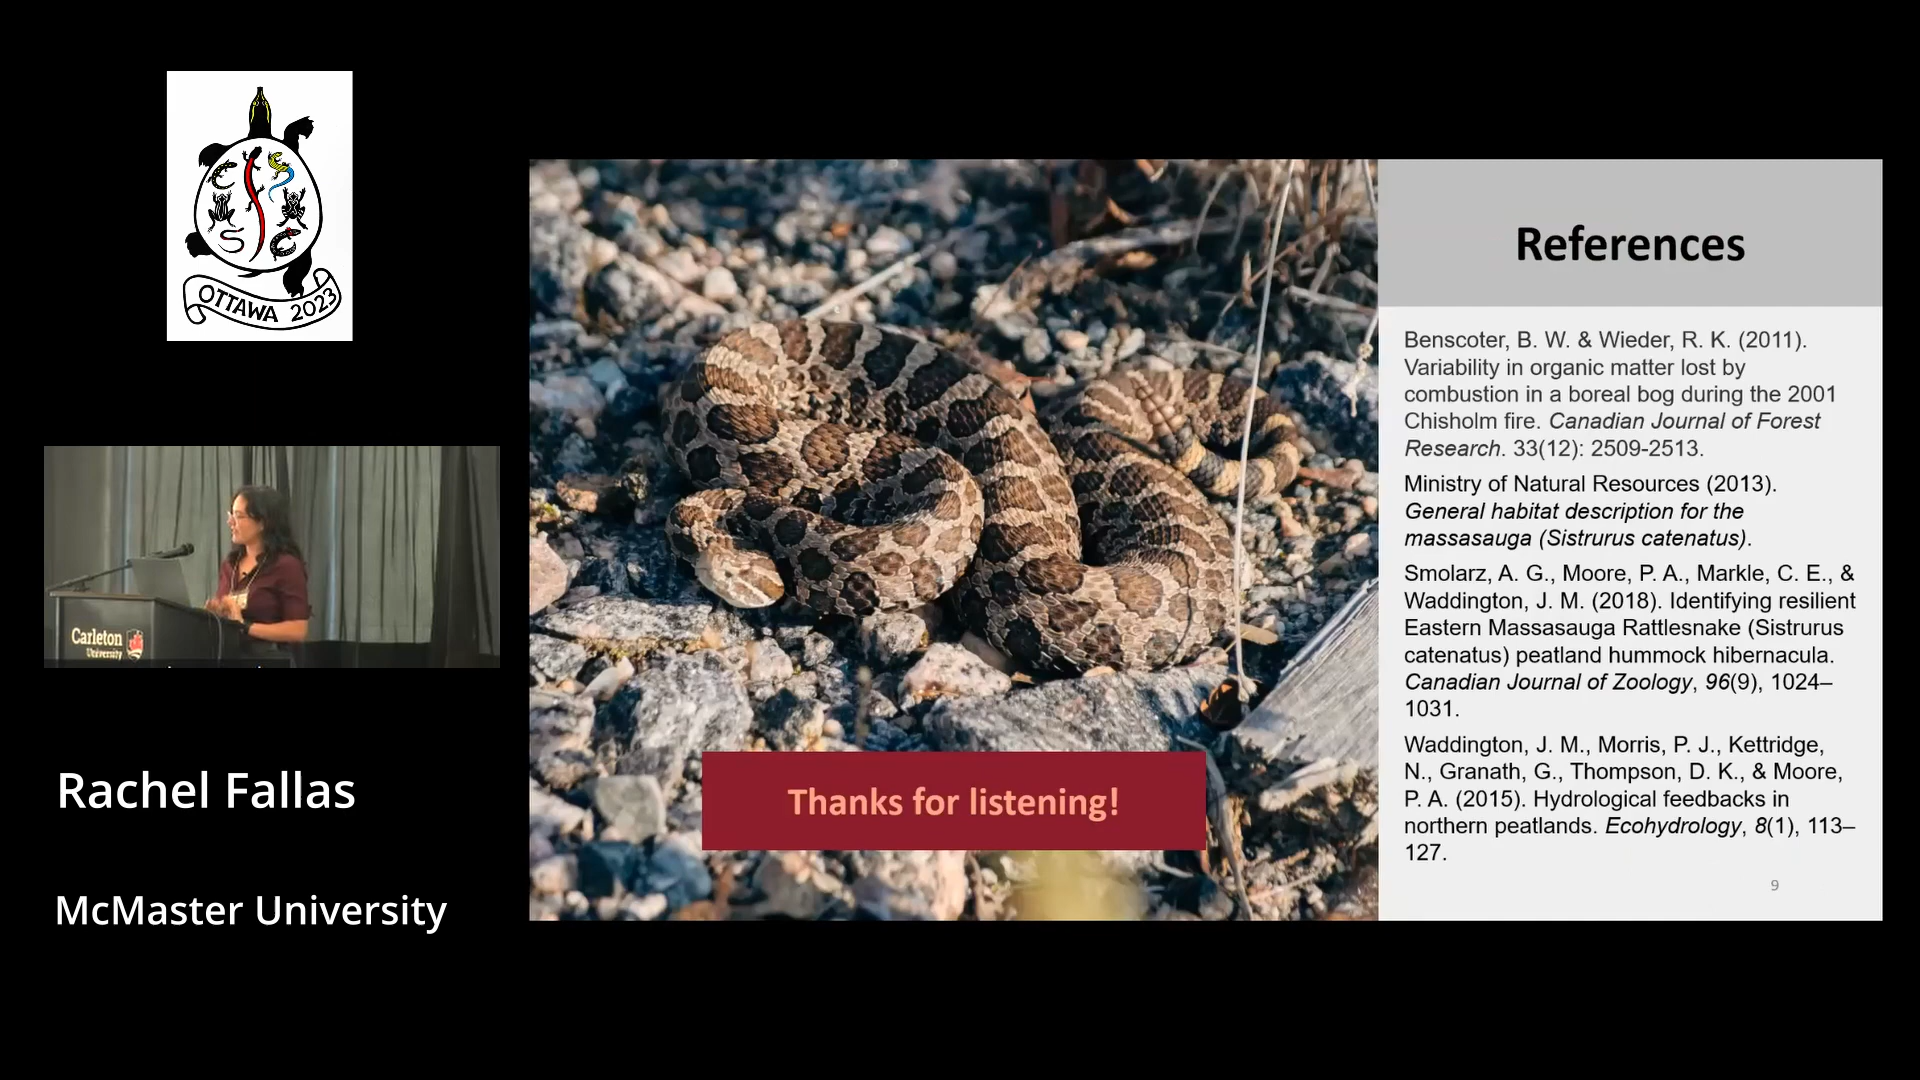 OTTAWA 2023
Carleton
University
Rachel Fallas
McMaster University
Thanks for listening!
References
Benscoter, B. W. & Wieder, R. K. (2011).
Variability in organic matter lost by
combustion in a boreal bog during the 2001
Chisholm fire. Canadian Journal of Forest
Research. 33(12): 2509-2513.
Ministry of Natural Resources (2013).
General habitat description for the
massasauga (Sistrurus catenatus).
Smolarz, A. G., Moore, P. A., Markle, C. E., &
Waddington, J. M. (2018). Identifying resilient
Eastern Massasauga Rattlesnake (Sistrurus
catenatus) peatland hummock hibernacula.
Canadian Journal of Zoology, 96(9), 1024–
1031.
Waddington, J. M., Morris, P. J., Kettridge,
N., Granath, G., Thompson, D. K., & Moore,
P. A. (2015). Hydrological feedbacks in
northern peatlands. Ecohydrology, 8(1), 113–
127.
9